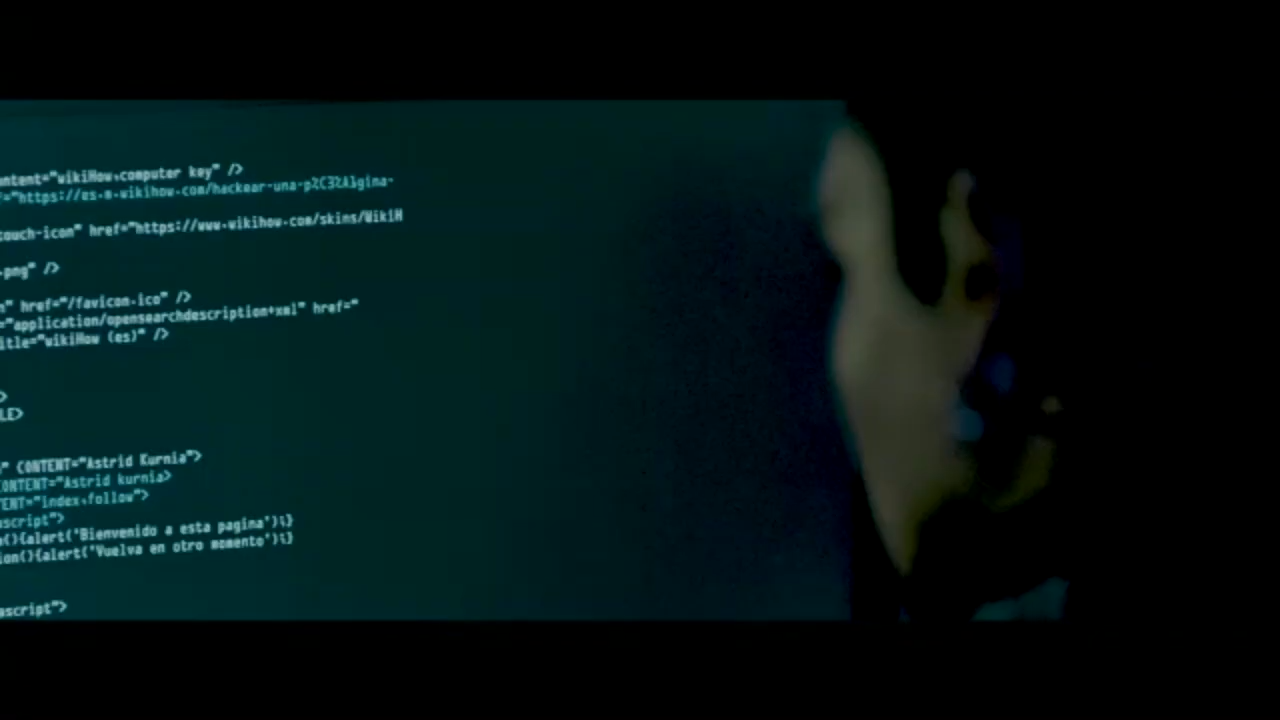 ontent="wikiHow,computer key" />
f="https://es.m.wikihow.com/hackear-una-p%C3%A1gina-
touch-icon" href="https://www.wikihow.com/skins/WikiH
.png" />
n" href="/favicon.ico" />
="application/opensearchdescription+xml" href="
itle="wikiHow (es)" />
>
LE>
" CONTENT="Astrid Kurnia">
CONTENT="Astrid kurnia>
TENT="index,follow">
ascript">
n(){alert('Bienvenido a esta pagina');}
ion(){alert('Vuelva en otro momento');}
ascript">